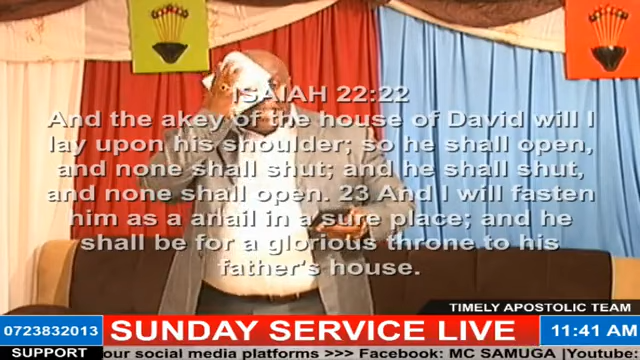 ISAIAH 22:22
And the akey of the house of David will I
lay upon his shoulder; so he shall open,
and none shall shut; and he shall shut,
and none shall open. 23 And I will fasten
him as a anail in a sure place; and he
shall be for a glorious throne to his
father's house.
TIMELY APOSTOLIC TEAM
0723832013
SUNDAY SERVICE LIVE
11:41 AM
SUPPORT
our social media platforms >>> Facebook: MC SAMUGA |Youtube